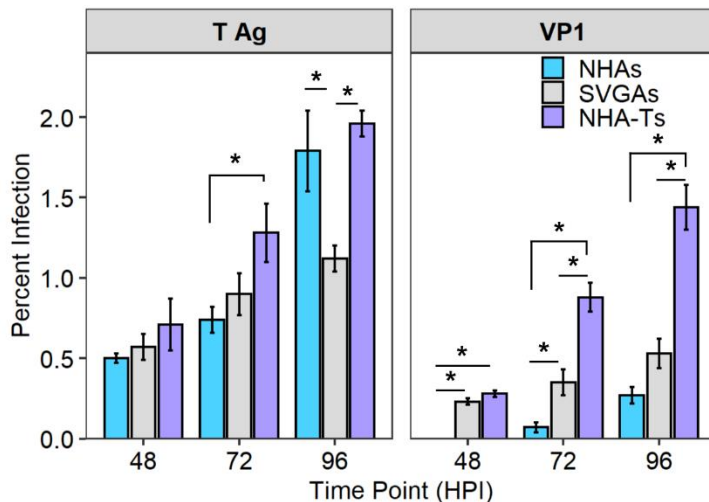 T Ag
VP1
NHAs
SVGAs
NHA-Ts
Percent Infection
2.0
1.5
1.0
0.5
0.0
* * *
* * * * * * *
48 72 96
48 72 96
Time Point (HPI)